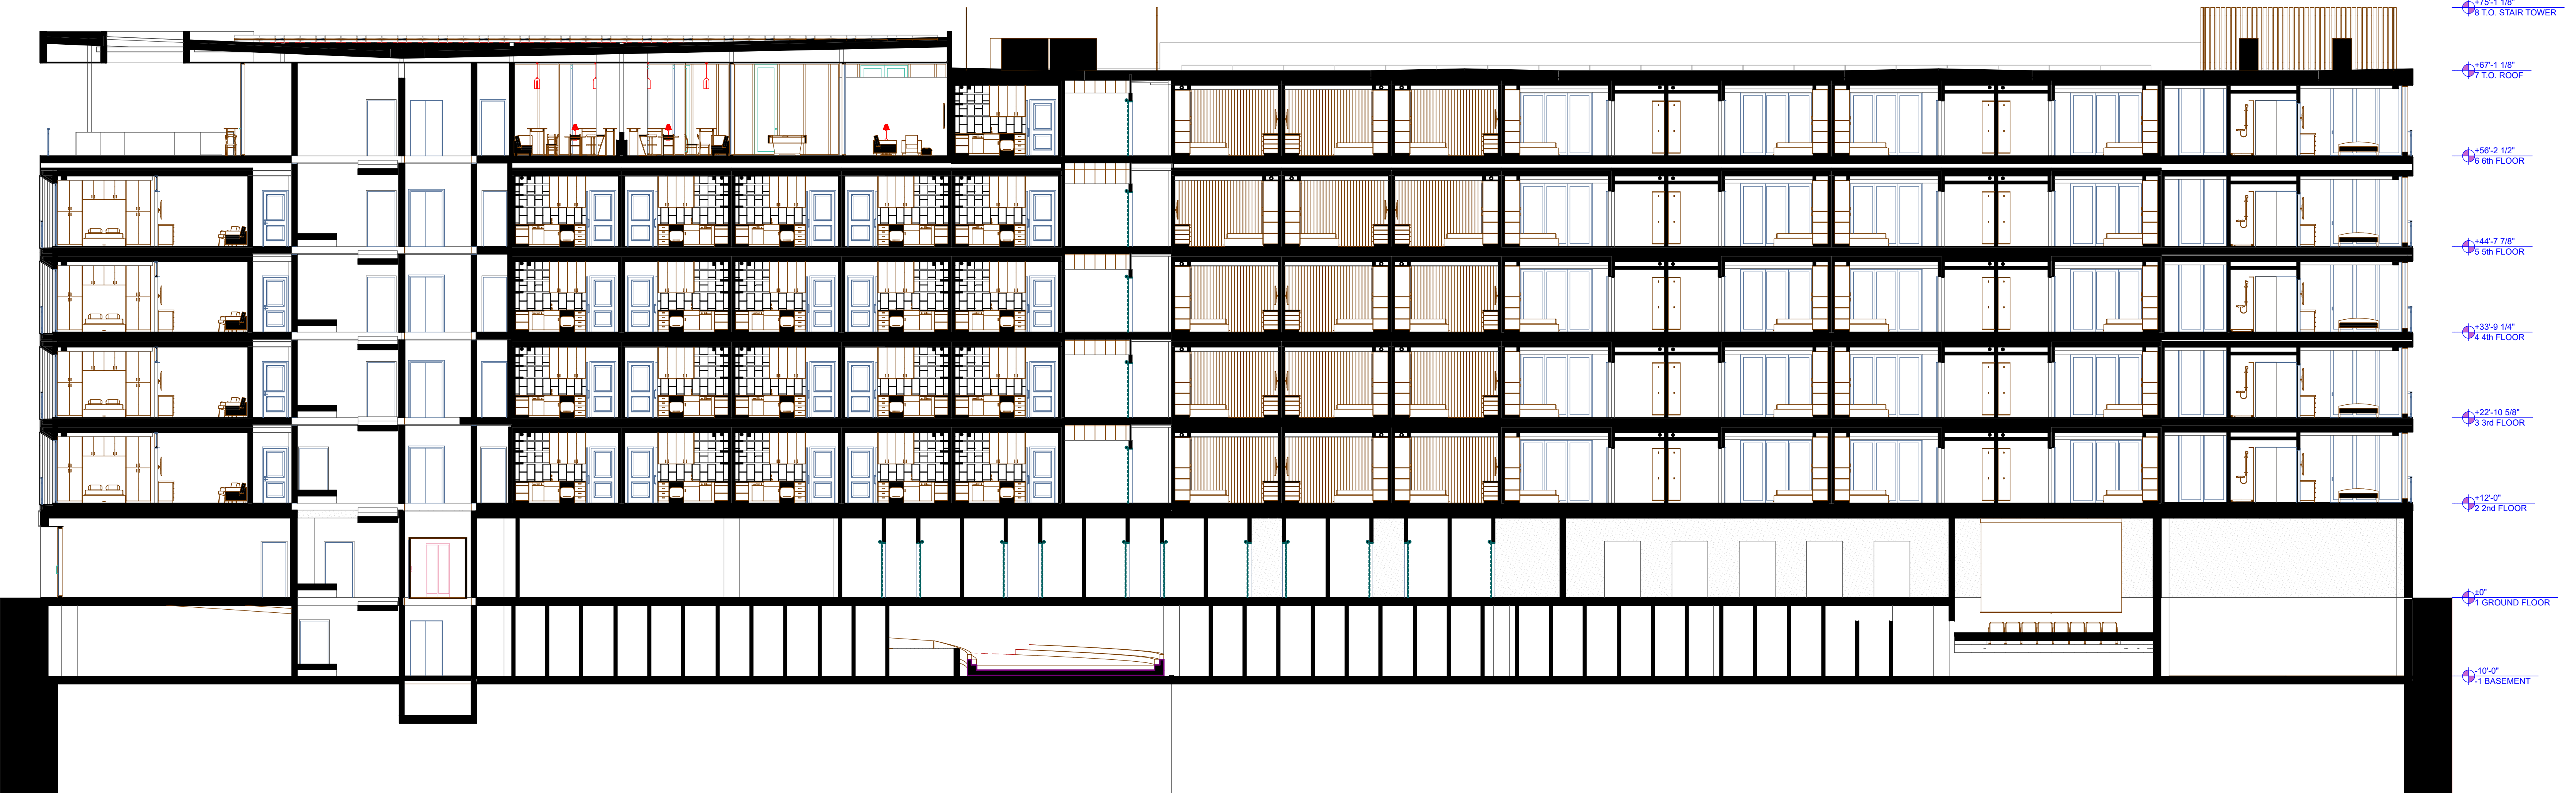 +75'-1 1/8"
8 T.O. STAIR TOWER
+67'-1 1/8"
7 T.O. ROOF
+56'-2 1/2"
6 6th FLOOR
+44'-7 7/8"
5 5th FLOOR
+33'-9 1/4"
4 4th FLOOR
+22'-10 5/8"
3 3rd FLOOR
+12'-0"
2 2nd FLOOR
±0"
1 GROUND FLOOR
-10'-0"
-1 BASEMENT